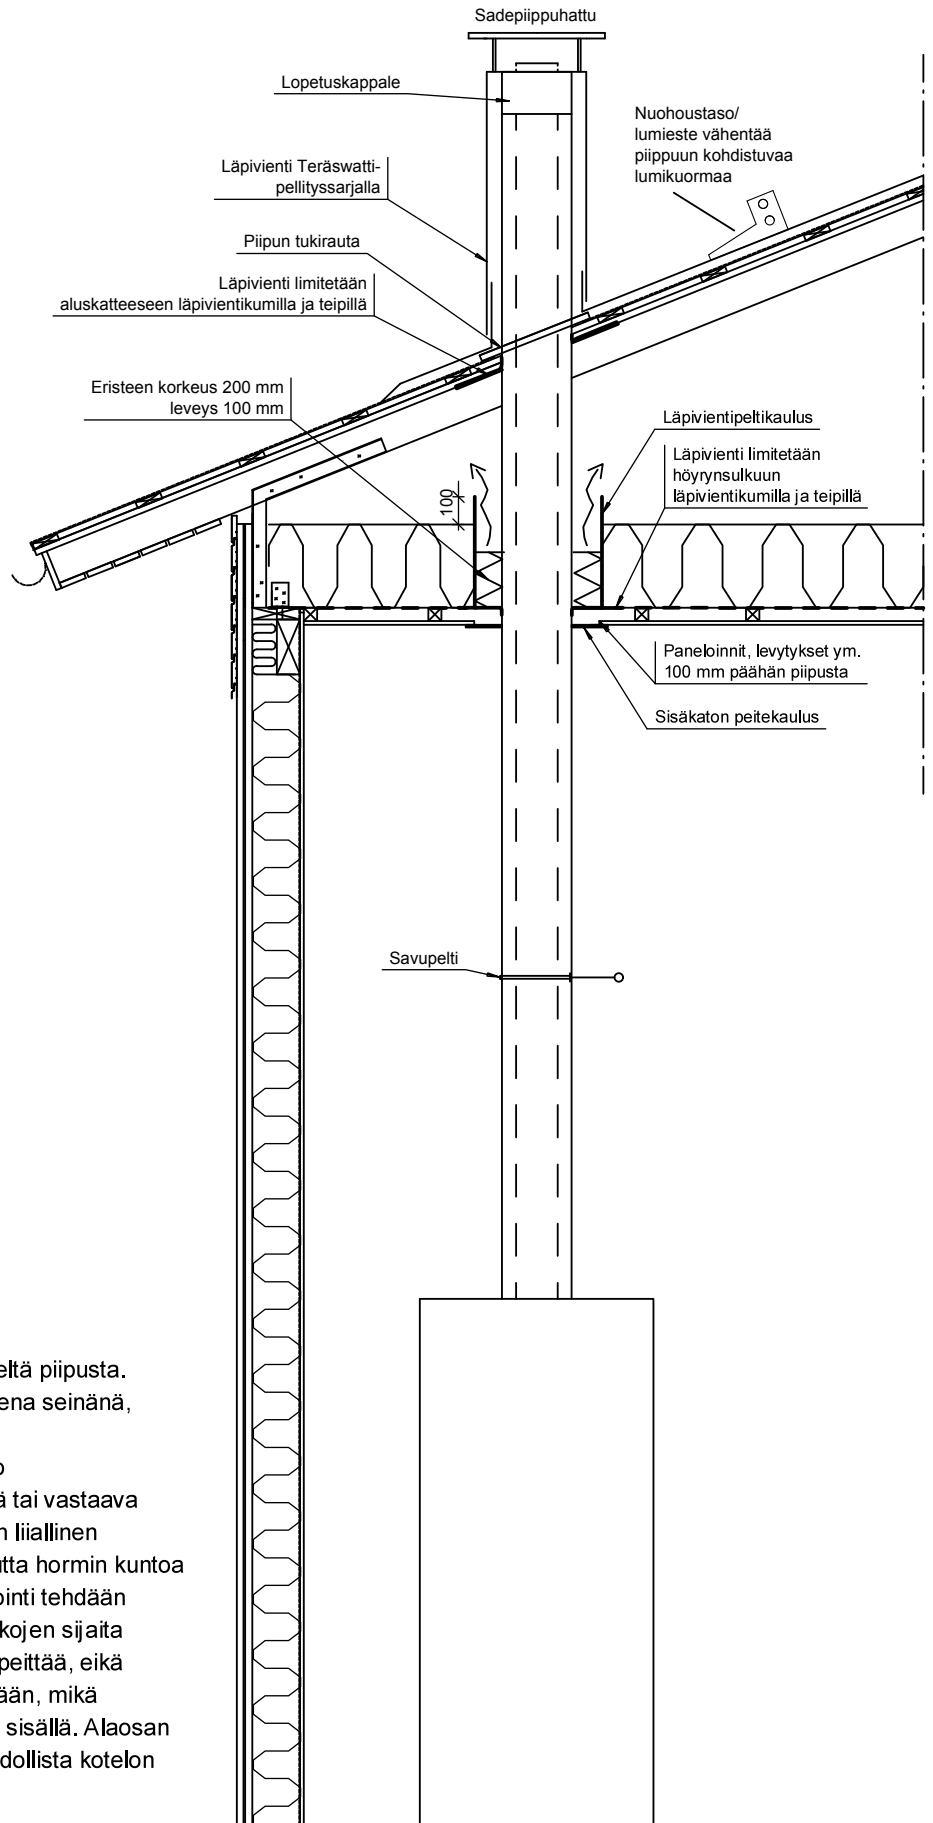 Sadepiippuhattu
Lopetuskappale
Nuohoustaso/
lumieste vähentää
piippuun kohdistuvaa
lumikuormaa
Läpivienti Teräswatti-
pellityssarjalla
Piipun tukirauta
Läpivienti limitetään
aluskatteeseen läpivientikumilla ja teipillä
Eristeen korkeus 200 mm
leveys 100 mm
Läpivientipeltikaulus
Läpivienti limitetään
höyrynsulkuun
läpivientikumilla ja teipillä
100
Paneloinnit, levytykset ym.
100 mm päähän piipusta
Sisäkaton peitekaulus
Savupelti
eltä piipusta.
ena seinänä,
o
ä tai vastaava
n liiallinen
utta hormin kuntoa
ointi tehdään
kojen sijaita
peittää, eikä
ään, mikä
sisällä. Alaosan
dollista kotelon